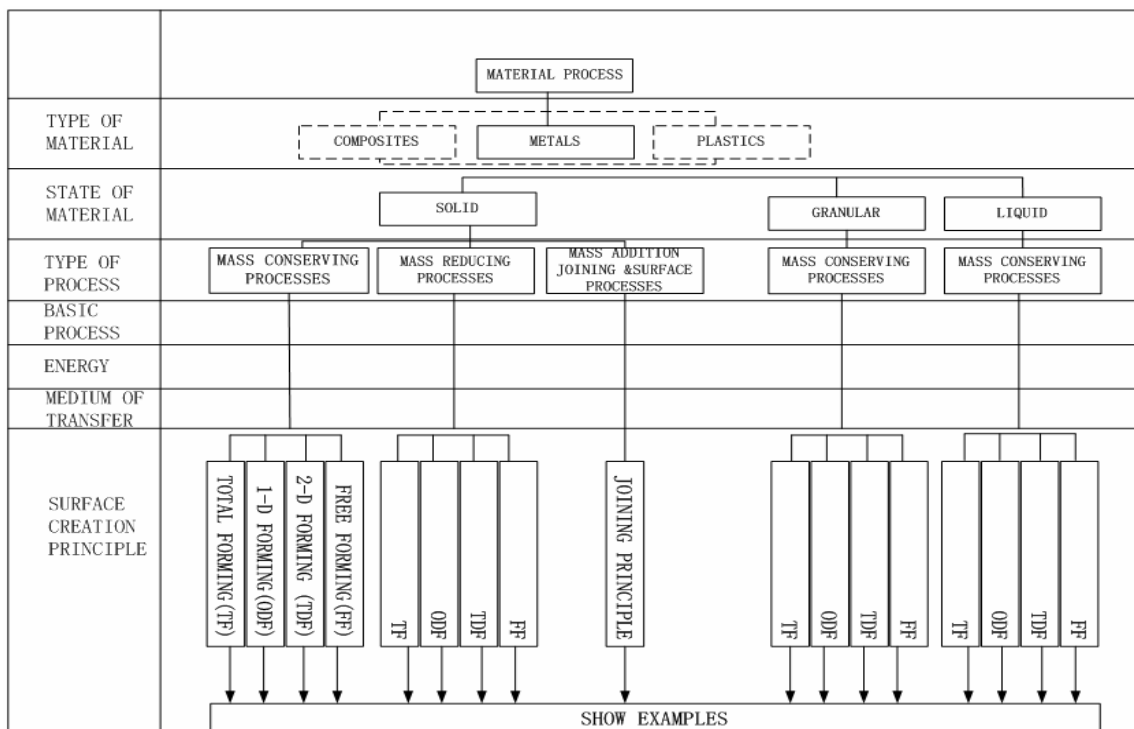 MATERIAL PROCESS
TYPE OF
MATERIAL
COMPOSITES
METALS
PLASTICS
STATE OF
MATERIAL
SOLID
GRANULAR
LIQUID
TYPE OF
PROCESS
MASS CONSERVING
PROCESSES
MASS REDUCING
PROCESSES
MASS ADDITION
JOINING &SURFACE
PROCESSES
MASS CONSERVING
PROCESSES
MASS CONSERVING
PROCESSES
BASIC
PROCESS
ENERGY
MEDIUM OF
TRANSFER
SURFACE
CREATION
PRINCIPLE
TOTAL FORMING(TF)
1-D FORMING(ODF)
2-D FORMING (TDF)
FREE FORMING(FF)
TF
ODF
TDF
FF
JOINING PRINCIPLE
TF
ODF
TDF
FF
TF
ODF
TDF
FF
SHOW EXAMPLES